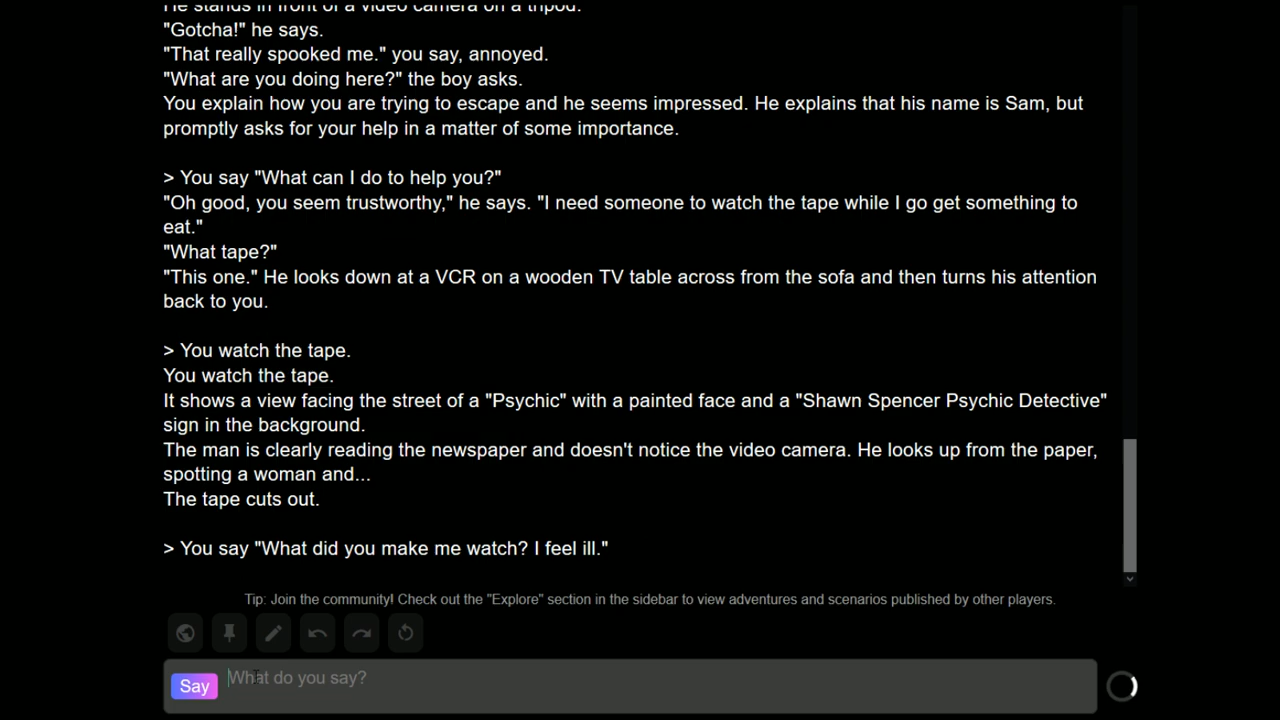 He stands in front of a video camera on a tripod.
"Gotcha!" he says.
"That really spooked me." you say, annoyed.
"What are you doing here?" the boy asks.
You explain how you are trying to escape and he seems impressed. He explains that his name is Sam, but
promptly asks for your help in a matter of some importance.
> You say "What can I do to help you?"
"Oh good, you seem trustworthy," he says. "I need someone to watch the tape while I go get something to
eat."
"What tape?"
"This one." He looks down at a VCR on a wooden TV table across from the sofa and then turns his attention
back to you.
> You watch the tape.
You watch the tape.
It shows a view facing the street of a "Psychic" with a painted face and a "Shawn Spencer Psychic Detective"
sign in the background.
The man is clearly reading the newspaper and doesn't notice the video camera. He looks up from the paper,
spotting a woman and...
The tape cuts out.
> You say "What did you make me watch? I feel ill."
Tip: Join the community! Check out the "Explore" section in the sidebar to view adventures and scenarios published by other players.
Say What do you say?